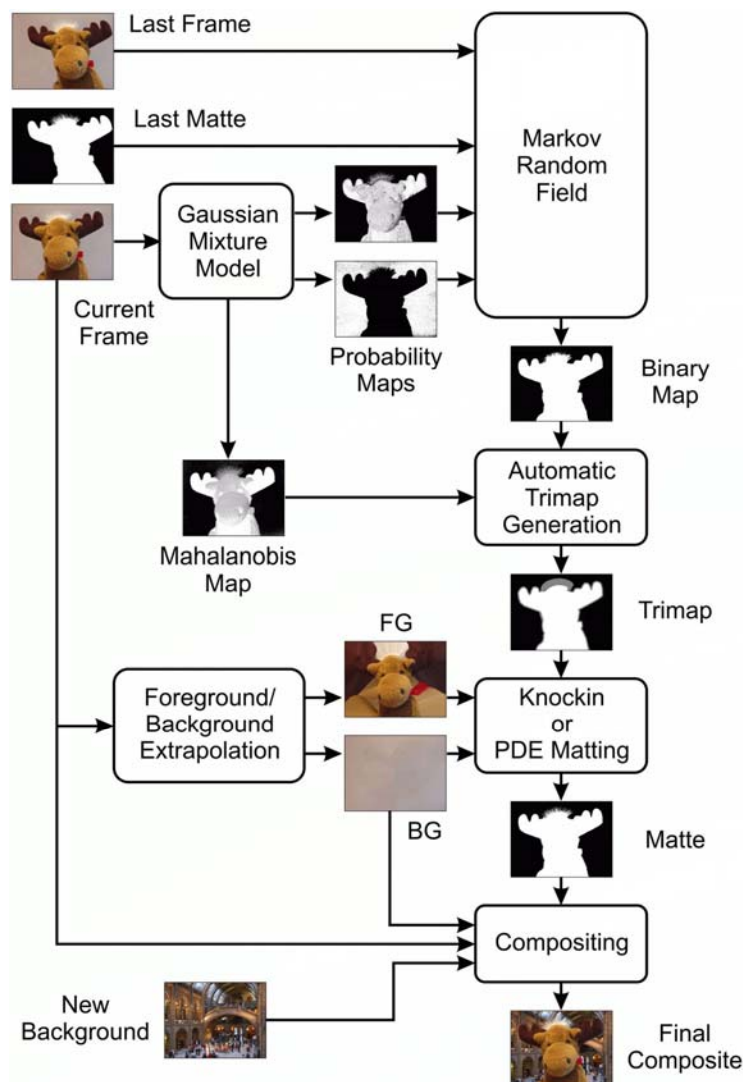 Last Frame
Last Matte
Markov
Random
Field
Gaussian
Mixture
Model
Current
Frame
Probability
Maps
Binary
Map
Automatic
Trimap
Generation
Mahalanobis
Map
Trimap
FG
Foreground/
Background
Extrapolation
Knockin
or
PDE Matting
BG
Matte
Compositing
New
Background
Final
Composite